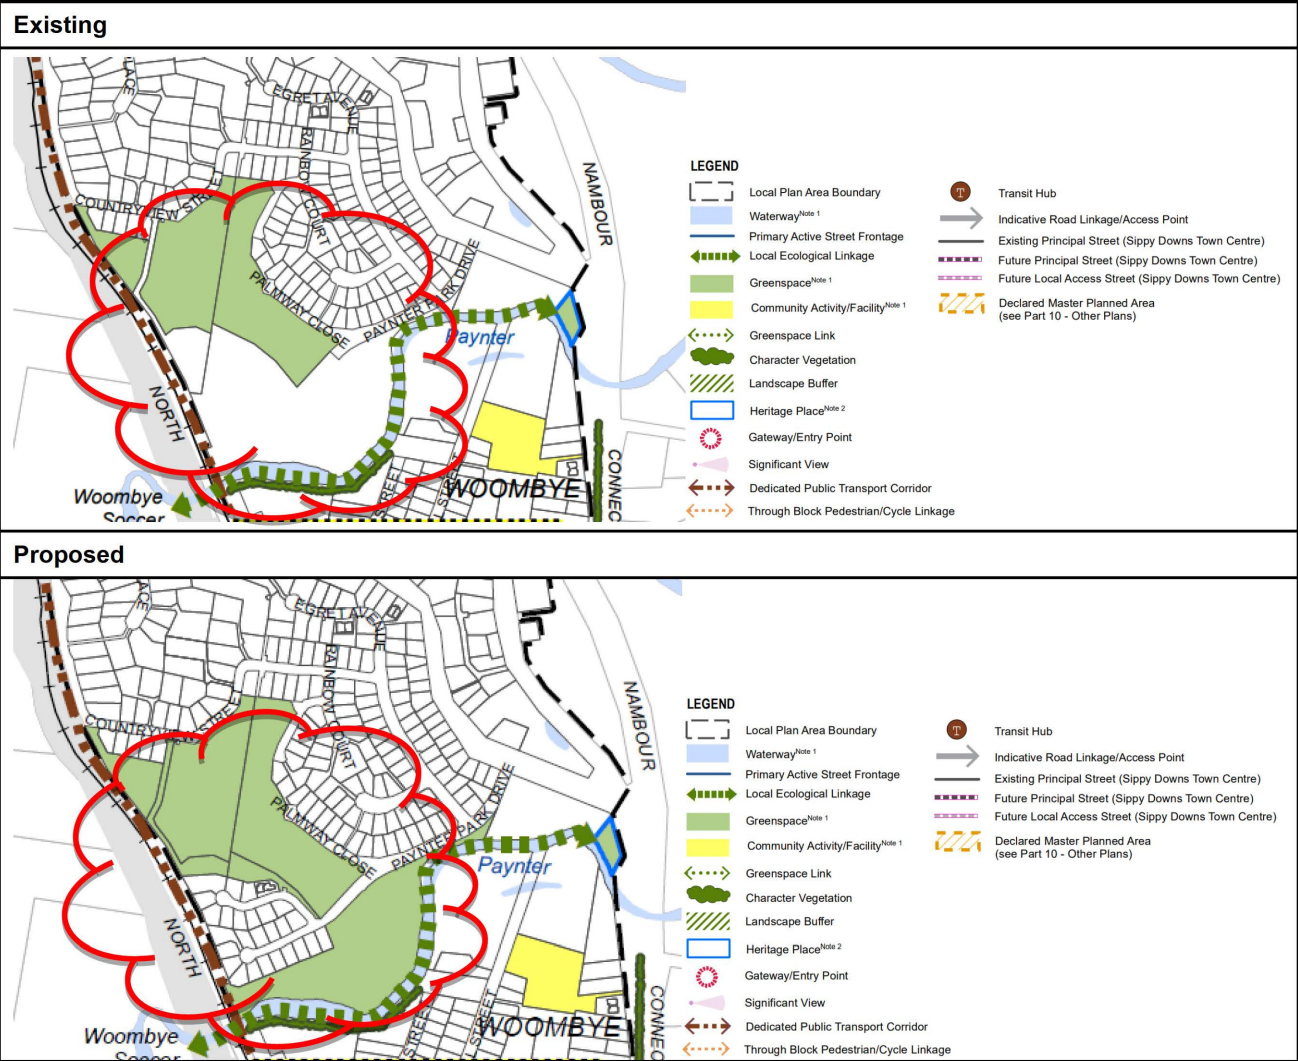 Existing
LACE
EGRET AVENUE
RAINBOW COURT
COUNTRYVIEW STREET
NAMBOUR
PALMWAY CLOSE
PAYNTER PARK DRIVE
Paynter
NORTH
STREET
STREET
WOOMBYE
CONNEC
Woombye
Soccer
LEGEND
Local Plan Area Boundary
Waterway Note 1
Primary Active Street Frontage
Local Ecological Linkage
Greenspace Note 1
Community Activity/Facility Note 1
Greenspace Link
Character Vegetation
Landscape Buffer
Heritage Place Note 2
Gateway/Entry Point
Significant View
Dedicated Public Transport Corridor
Through Block Pedestrian/Cycle Linkage
T Transit Hub
Indicative Road Linkage/Access Point
Existing Principal Street (Sippy Downs Town Centre)
Future Principal Street (Sippy Downs Town Centre)
Future Local Access Street (Sippy Downs Town Centre)
Declared Master Planned Area
(see Part 10 - Other Plans)
Proposed
ACE
EGRET AVENUE
RAINBOW COURT
COUNTRYVIEW STREET
NAMBOUR
PALMWAY CLOSE
PAYNTER PARK DRIVE
Paynter
NORTH
STREET
STREET
WOOMBYE
CONNEC
Woombye
Soccer
LEGEND
Local Plan Area Boundary
Waterway Note 1
Primary Active Street Frontage
Local Ecological Linkage
Greenspace Note 1
Community Activity/Facility Note 1
Greenspace Link
Character Vegetation
Landscape Buffer
Heritage Place Note 2
Gateway/Entry Point
Significant View
Dedicated Public Transport Corridor
Through Block Pedestrian/Cycle Linkage
T Transit Hub
Indicative Road Linkage/Access Point
Existing Principal Street (Sippy Downs Town Centre)
Future Principal Street (Sippy Downs Town Centre)
Future Local Access Street (Sippy Downs Town Centre)
Declared Master Planned Area
(see Part 10 - Other Plans)